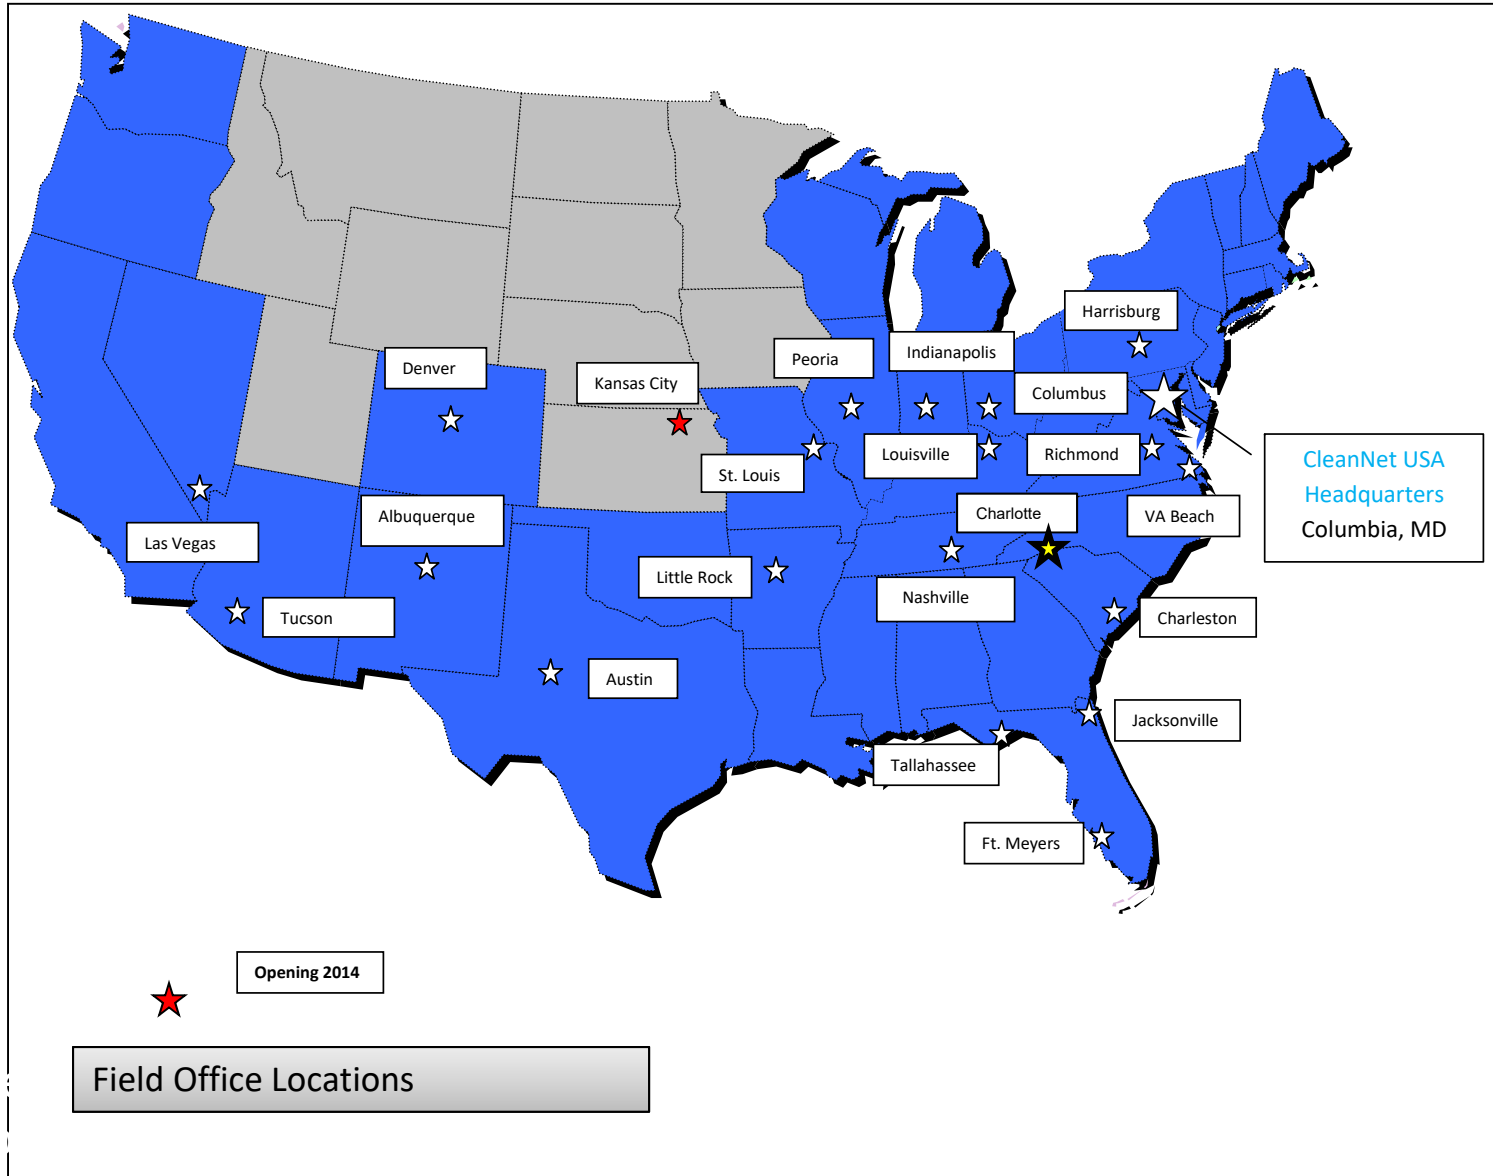 Harrisburg
Indianapolis
Peoria
Denver
Kansas City
Columbus
St. Louis
Louisville
Richmond
CleanNet USA
Headquarters
Columbia, MD
Albuquerque
Charlotte
VA Beach
Las Vegas
Little Rock
Nashville
Tucson
Charleston
Austin
Jacksonville
Tallahassee
Ft. Meyers
Opening 2014
Field Office Locations